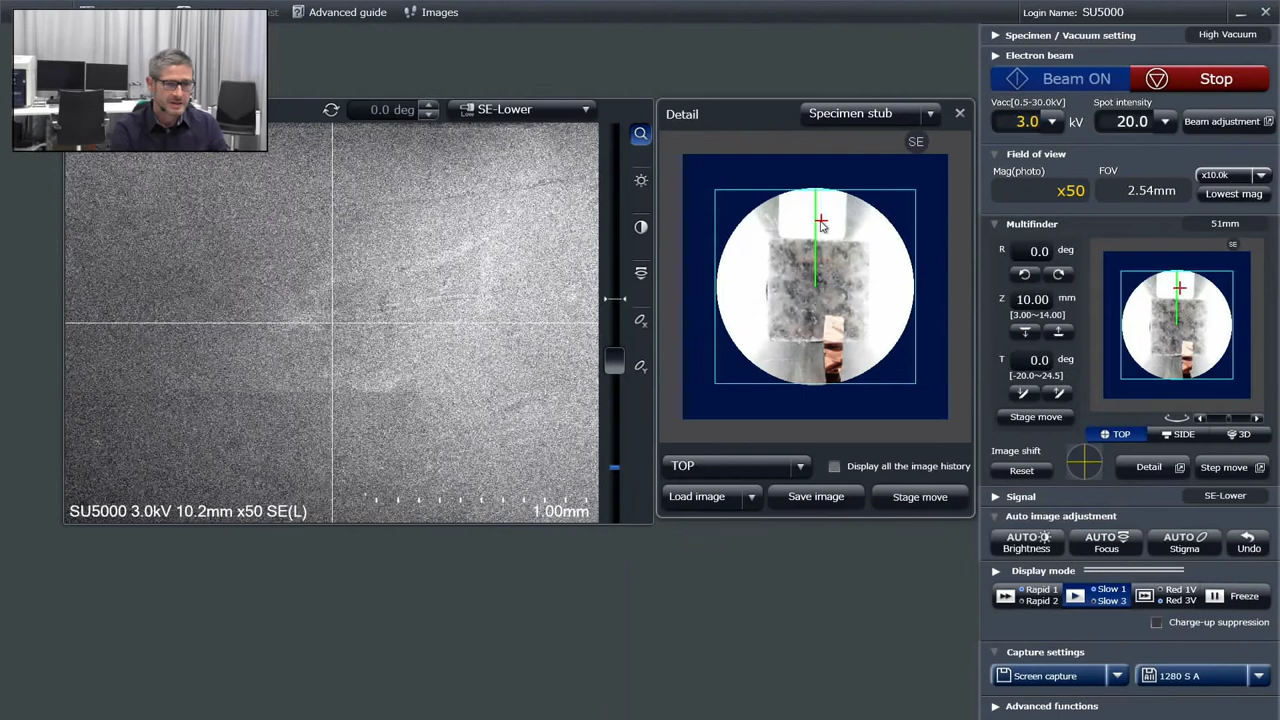 Advanced guide
Images
Login Name: SU5000
0.0 deg
SE-Lower
SU5000 3.0kV 10.2mm x50 SE(L)
1.00mm
Detail
Specimen stub
SE
TOP
Display all the image history
Load image
Save image
Stage move
Specimen / Vacuum setting
High Vacuum
Electron beam
Beam ON
Stop
Vacc[0.5-30.0kV]
Spot intensity
3.0 kV
20.0
Beam adjustment
Field of view
Mag(photo)
FOV
x10.0k
x50
2.54mm
Lowest mag
Multifinder
51mm
SE
R 0.0 deg
Z 10.00 mm
[3.00~14.00]
T 0.0 deg
[-20.0~24.5]
Stage move
TOP
SIDE
3D
Image shift
Reset
Detail
Step move
Signal
SE-Lower
Auto image adjustment
AUTO
Brightness
AUTO
Focus
AUTO
Stigma
Undo
Display mode
Rapid 1
Rapid 2
Slow 1
Slow 3
Red 1V
Red 3V
Freeze
Charge-up suppression
Capture settings
Screen capture
1280 S A
Advanced functions